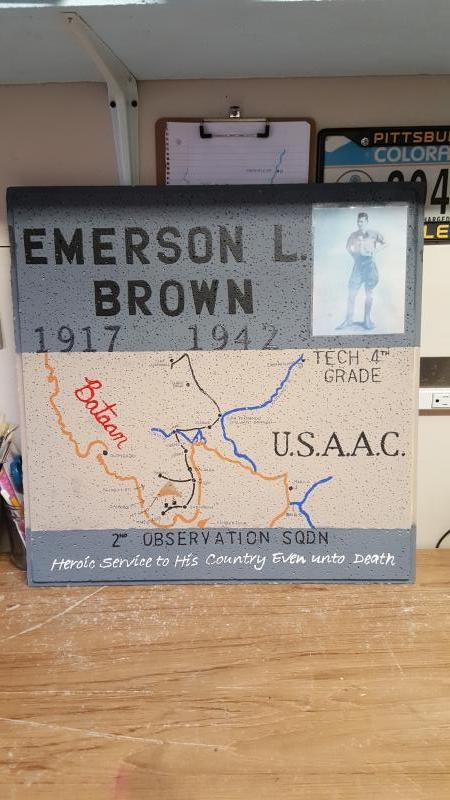 PITTSBU
COLORA
EMERSON L.
BROWN
1917 1942
TECH 4TH
GRADE
Bataan
U.S.A.A.C.
2ND OBSERVATION SQDN
Heroic Service to His Country Even unto Death